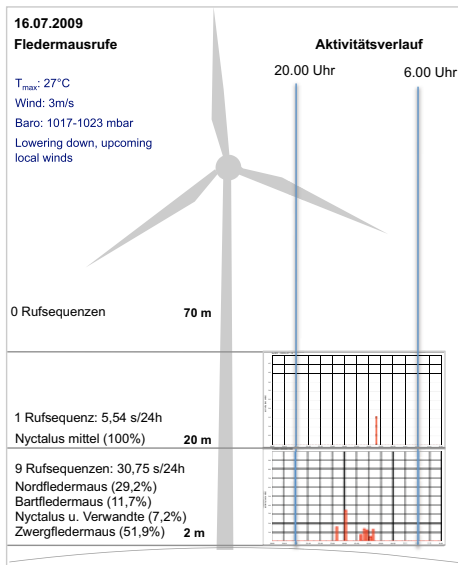 16.07.2009
Fledermausrufe
Aktivitätsverlauf
20.00 Uhr
6.00 Uhr
Tmax: 27°C
Wind: 3m/s
Baro: 1017-1023 mbar
Lowering down, upcoming
local winds
0 Rufsequenzen
70 m
1 Rufsequenz: 5,54 s/24h
Nyctalus mittel (100%)
20 m
9 Rufsequenzen: 30,75 s/24h
Nordfledermaus (29,2%)
Bartfledermaus (11,7%)
Nyctalus u. Verwandte (7,2%)
Zwergfledermaus (51,9%)
2 m